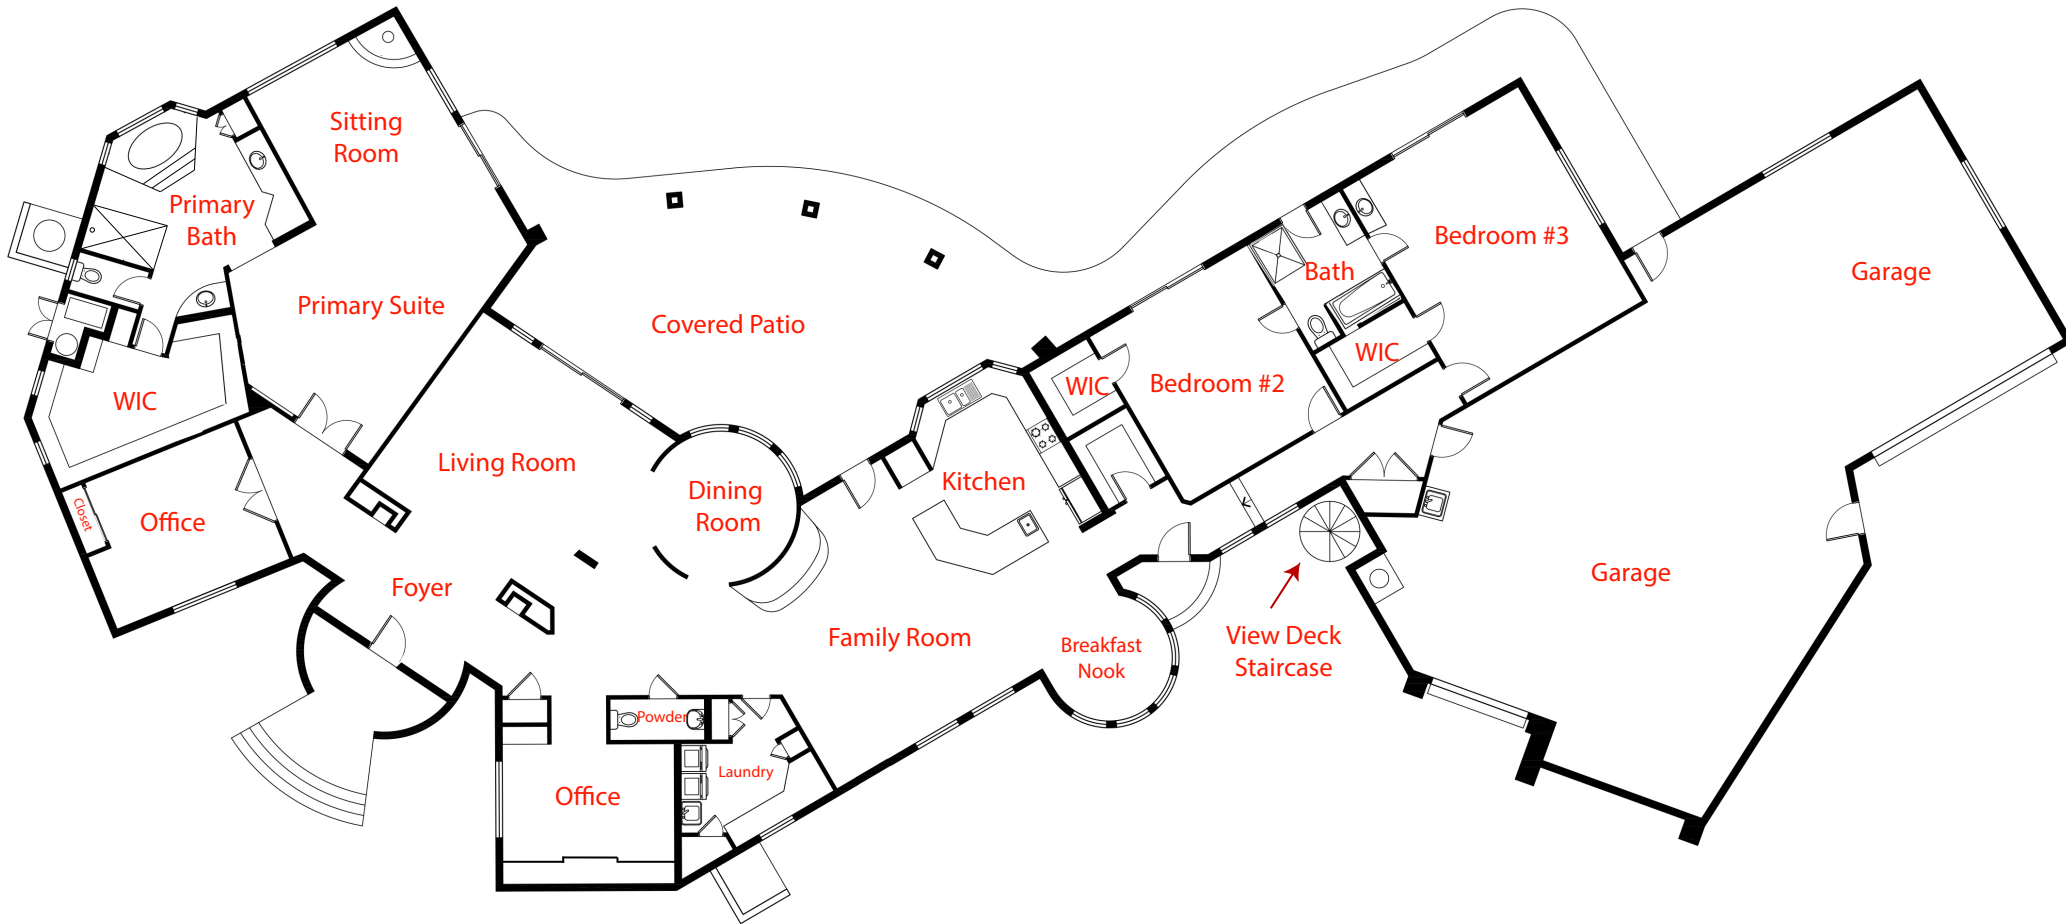 Sitting
Room
Primary
Bath
Primary Suite
WIC
Closet
Office
Living Room
Foyer
Covered Patio
Dining
Room
Kitchen
WIC
Bedroom #2
Bath
WIC
Bedroom #3
Garage
Garage
Family Room
Breakfast
Nook
View Deck
Staircase
Powder
Laundry
Office